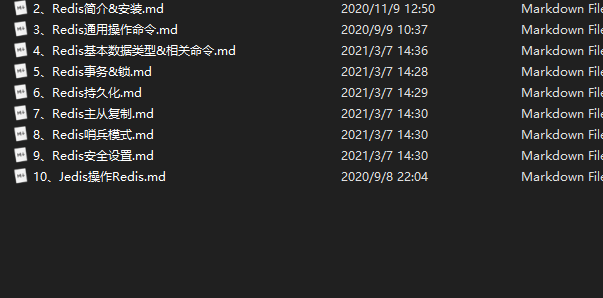 2、Redis简介&安装.md 2020/11/9 12:50 Markdown File
3、Redis通用操作命令.md 2020/9/9 10:37 Markdown File
4、Redis基本数据类型&相关命令.md 2021/3/7 14:36 Markdown File
5、Redis事务&锁.md 2021/3/7 14:28 Markdown File
6、Redis持久化.md 2021/3/7 14:29 Markdown File
7、Redis主从复制.md 2021/3/7 14:30 Markdown File
8、Redis哨兵模式.md 2021/3/7 14:30 Markdown File
9、Redis安全设置.md 2021/3/7 14:30 Markdown File
10、Jedis操作Redis.md 2020/9/8 22:04 Markdown File